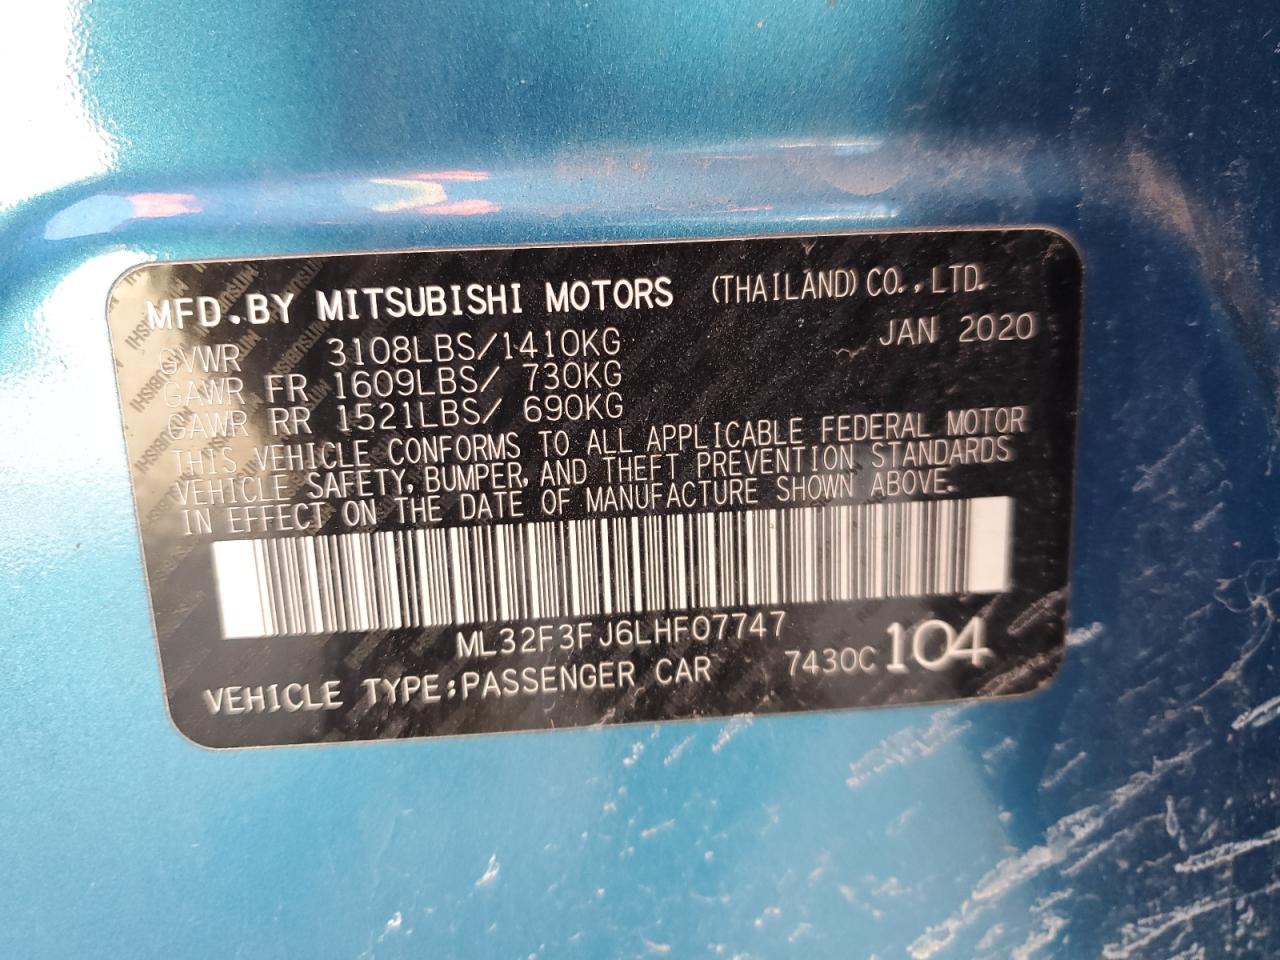 MFD.BY MITSUBISHI MOTORS (THAILAND) CO., LTD.
JAN 2020
GVWR 3108LBS/1410KG
GAWR FR 1609LBS/ 730KG
GAWR RR 1521LBS/ 690KG
THIS VEHICLE CONFORMS TO ALL APPLICABLE FEDERAL MOTOR
VEHICLE SAFETY, BUMPER, AND THEFT PREVENTION STANDARDS
IN EFFECT ON THE DATE OF MANUFACTURE SHOWN ABOVE.
ML32F3FJ6LHF07747
VEHICLE TYPE:PASSENGER CAR 7430C 104